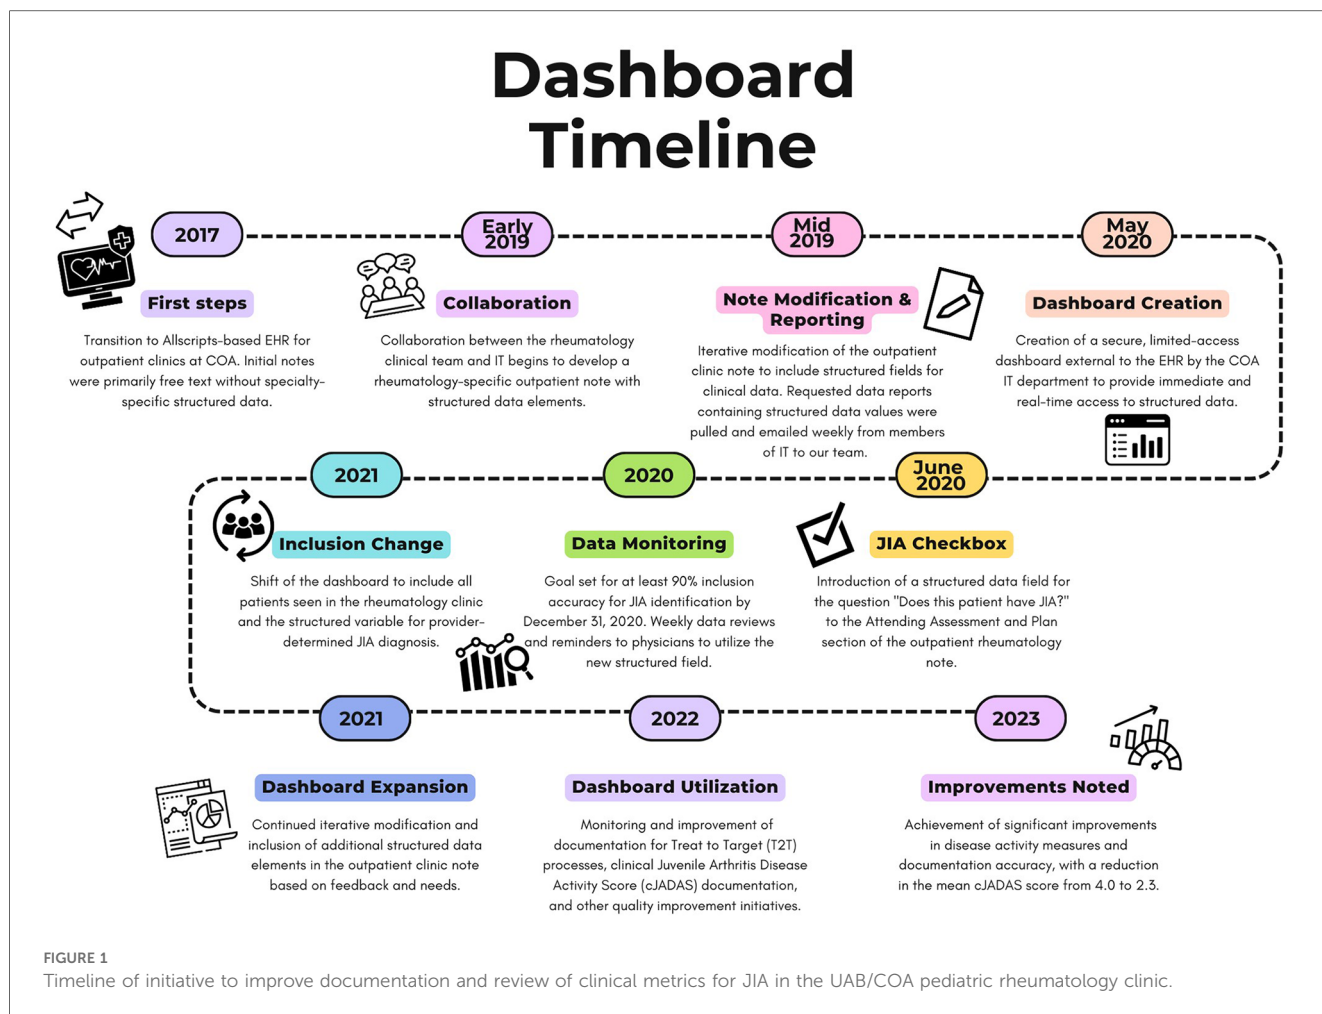 Dashboard
Timeline
2017
First steps
Transition to Allscripts-based EHR for
outpatient clinics at COA. Initial notes
were primarily free text without specialty-
specific structured data.
Early
2019
Collaboration
Collaboration between the rheumatology
clinical team and IT begins to develop a
rheumatology-specific outpatient note with
structured data elements.
Mid
2019
Note Modification &
Reporting
Iterative modification of the outpatient
clinic note to include structured fields for
clinical data. Requested data reports
containing structured data values were
pulled and emailed weekly from members
of IT to our team.
May
2020
Dashboard Creation
Creation of a secure, limited-access
dashboard external to the EHR by the COA
IT department to provide immediate and
real-time access to structured data.
June
2020
JIA Checkbox
Introduction of a structured data field for
the question "Does this patient have JIA?"
to the Attending Assessment and Plan
section of the outpatient rheumatology
note.
2020
Data Monitoring
Goal set for at least 90% inclusion
accuracy for JIA identification by
December 31, 2020. Weekly data reviews
and reminders to physicians to utilize the
new structured field.
2021
Inclusion Change
Shift of the dashboard to include all
patients seen in the rheumatology clinic
and the structured variable for provider-
determined JIA diagnosis.
2021
Dashboard Expansion
Continued iterative modification and
inclusion of additional structured data
elements in the outpatient clinic note
based on feedback and needs.
2022
Dashboard Utilization
Monitoring and improvement of
documentation for Treat to Target (T2T)
processes, clinical Juvenile Arthritis Disease
Activity Score (cJADAS) documentation,
and other quality improvement initiatives.
2023
Improvements Noted
Achievement of significant improvements
in disease activity measures and
documentation accuracy, with a reduction
in the mean cJADAS score from 4.0 to 2.3.
FIGURE 1
Timeline of initiative to improve documentation and review of clinical metrics for JIA in the UAB/COA pediatric rheumatology clinic.